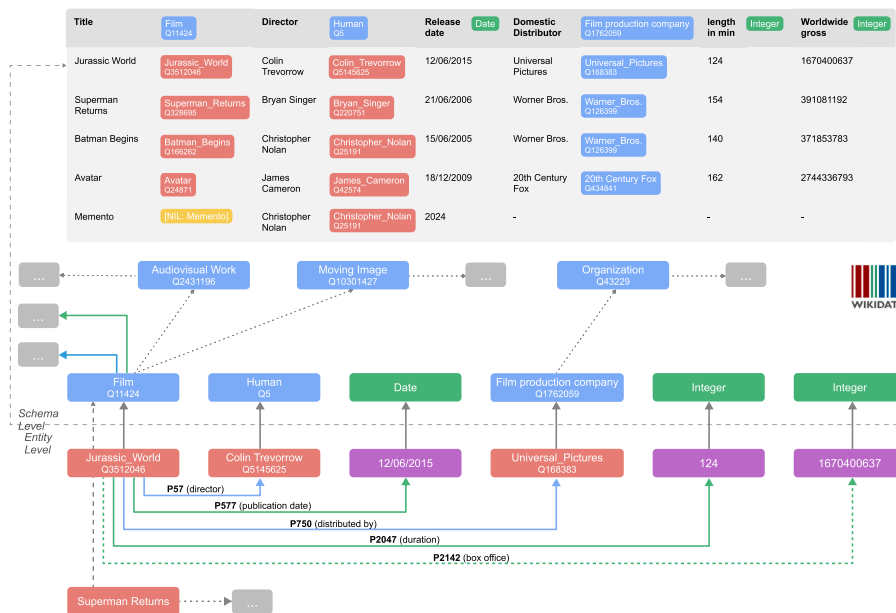 Title Film Director Human Release date Date Domestic Distributor Film production company length in min Integer Worldwide gross Integer
Q11424 Q5 Q1762059
Jurassic World Jurassic_World Colin Trevorrow Colin_Trevorrow 12/06/2015 Universal Pictures Universal_Pictures 124 1670400637
Q3512046 Q5145625 Q168383
Superman Returns Superman_Returns Bryan Singer Bryan_Singer 21/06/2006 Worner Bros. Warner_Bros. 154 391081192
Q328695 Q220751 Q126399
Batman Begins Batman_Begins Christopher Nolan Christopher_Nolan 15/06/2005 Worner Bros. Warner_Bros. 140 371853783
Q166262 Q25191 Q126399
Avatar Avatar James Cameron James_Cameron 18/12/2009 20th Century Fox 20th Century Fox 162 2744336793
Q24871 Q42574 Q434841
Memento [NIL: Memento] Christopher Nolan Christopher_Nolan 2024 - - -
Q25191
... Audiovisual Work Moving Image ... Organization ...
Q2431196 Q10301427 Q43229
WIKIDAT
...
...
Film Human Date Film production company Integer Integer
Q11424 Q5 Q1762059
Schema
Level
Entity
Level
Jurassic_World Colin Trevorrow 12/06/2015 Universal_Pictures 124 1670400637
Q3512046 Q5145625 Q168383
P57 (director)
P577 (publication date)
P750 (distributed by)
P2047 (duration)
P2142 (box office)
Superman Returns ...